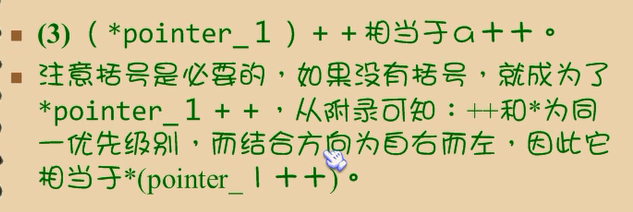 (3)（*pointer_1）++相当于a++。
注意括号是必要的，如果没有括号，就成为了
*pointer_1++，从附录可知：++和*为同
一优先级别，而结合方向为自右而左，因此它
相当于*(pointer_1++)。